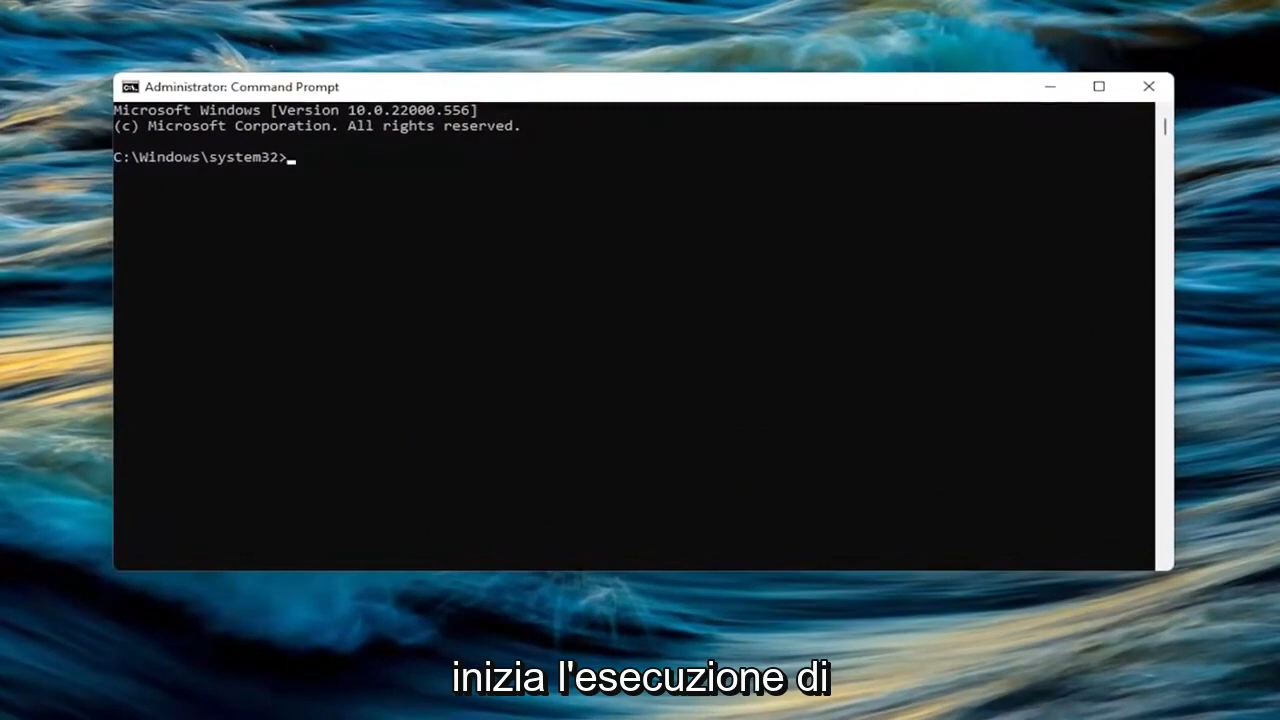 Administrator: Command Prompt
Microsoft Windows [Version 10.0.22000.556]
(c) Microsoft Corporation. All rights reserved.
C:\Windows\system32>
inizia l'esecuzione di